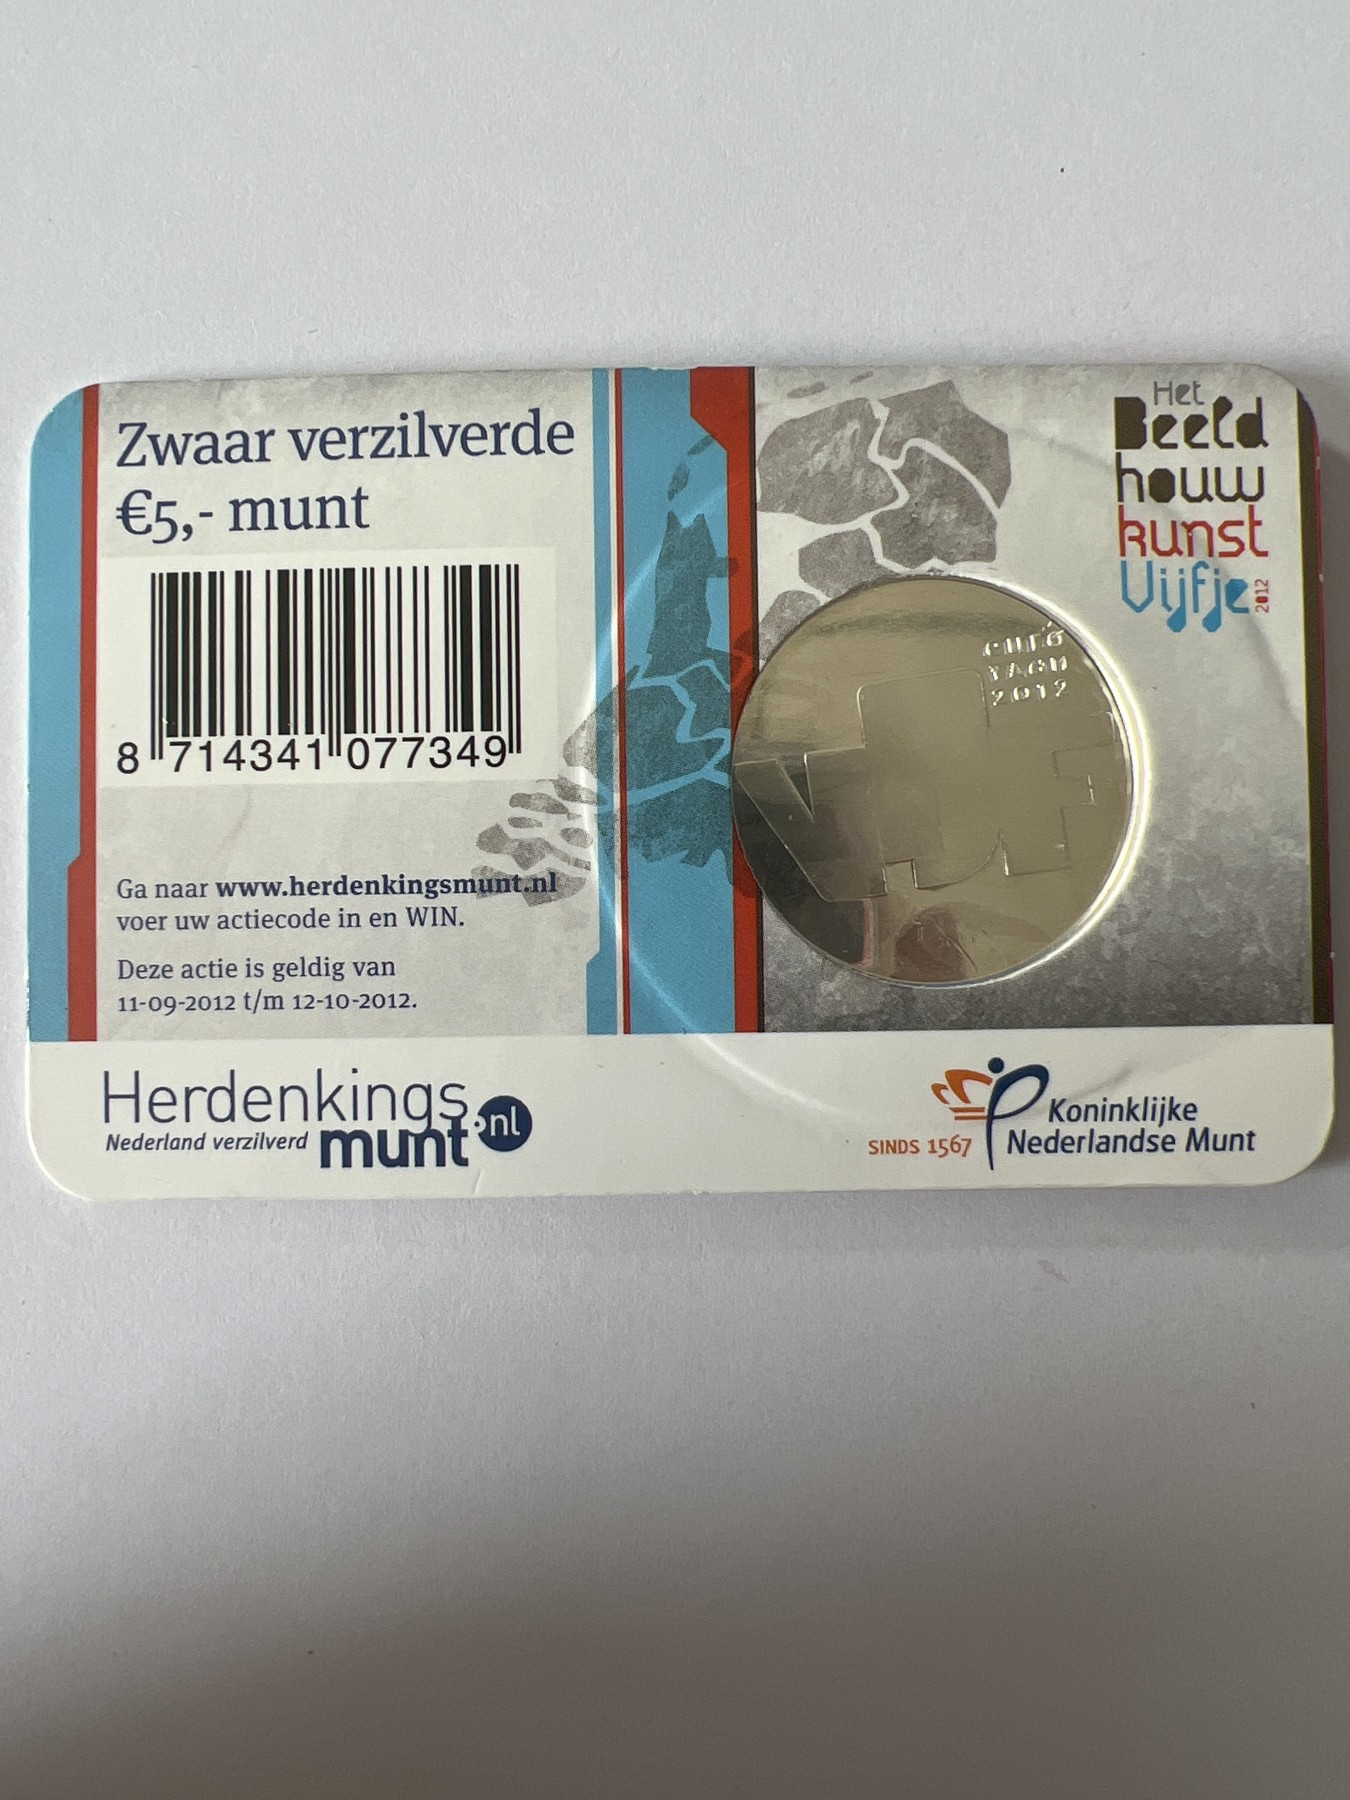 Zwaar verzilverde
€5,- munt
8 714341 077349
Ga naar www.herdenkingsmunt.nl
voer uw actiecode in en WIN.
Deze actie is geldig van
11-09-2012 t/m 12-10-2012.
Herdenkings
Nederland verzilverd munt .nl
Het
Beeld
houw
kunst
Vijfje 2012
2012
SINDS 1567
Koninklijke
Nederlandse Munt